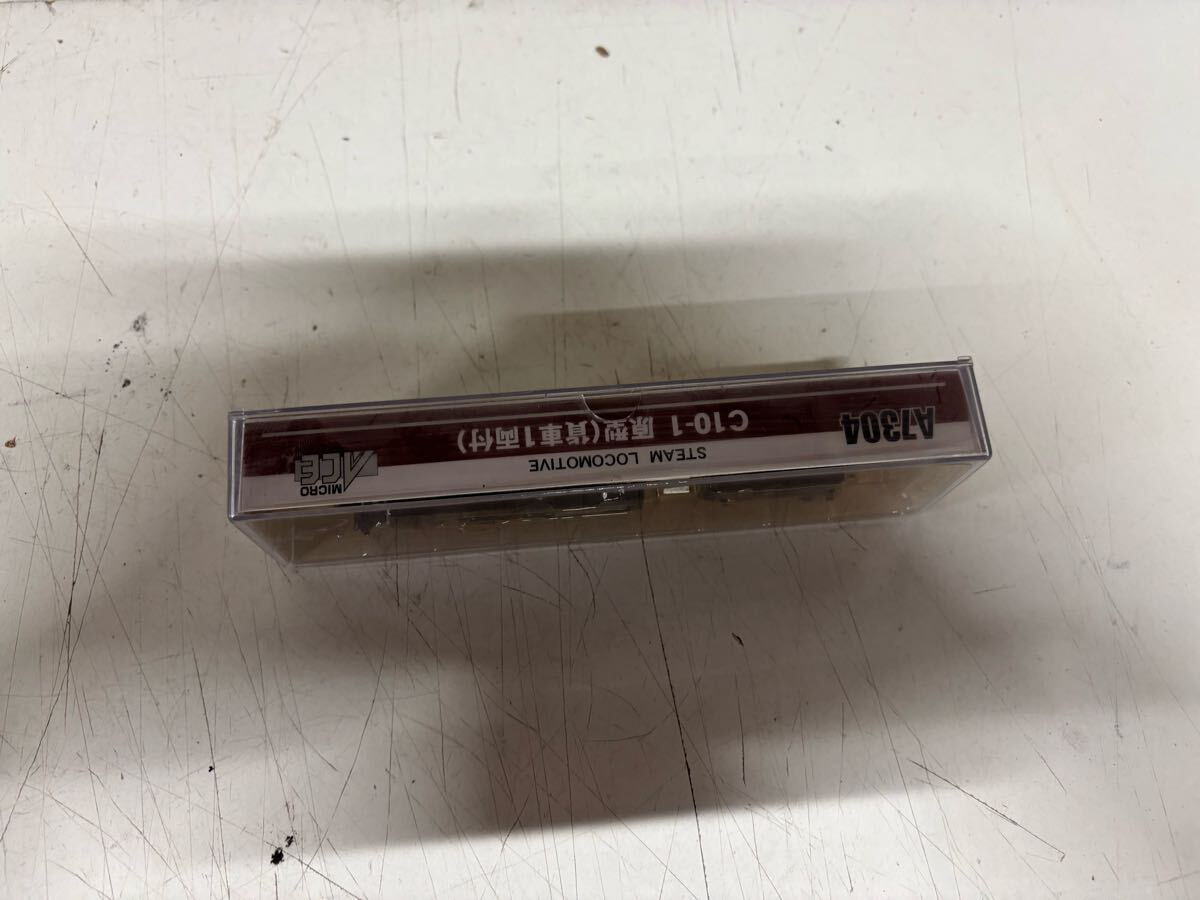 A7304
STEAM LOCOMOTIVE
C10-1 原型(貨車1両付)
MICRO
ACE